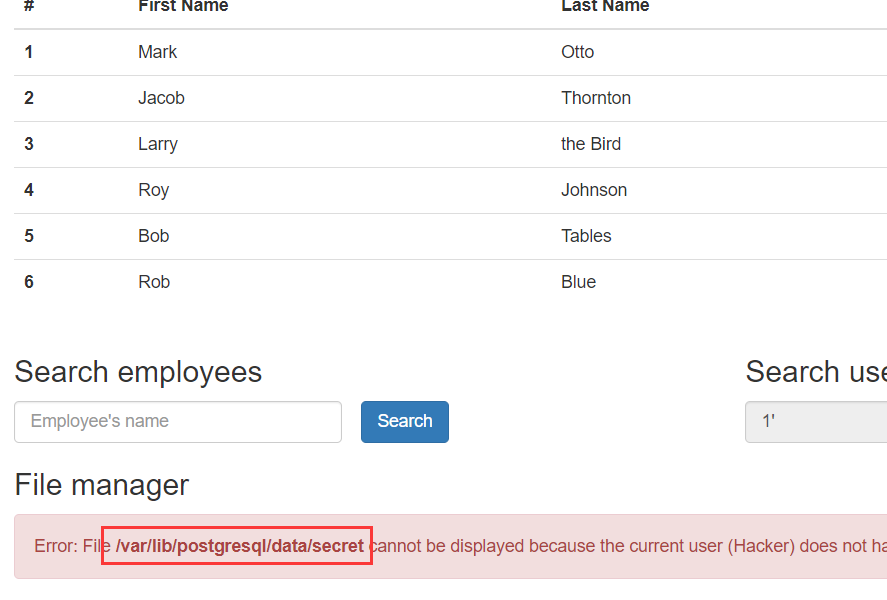 # First Name Last Name
1 Mark Otto
2 Jacob Thornton
3 Larry the Bird
4 Roy Johnson
5 Bob Tables
6 Rob Blue
Search employees
Search use
Employee's name Search
1'
File manager
Error: File /var/lib/postgresql/data/secret cannot be displayed because the current user (Hacker) does not ha